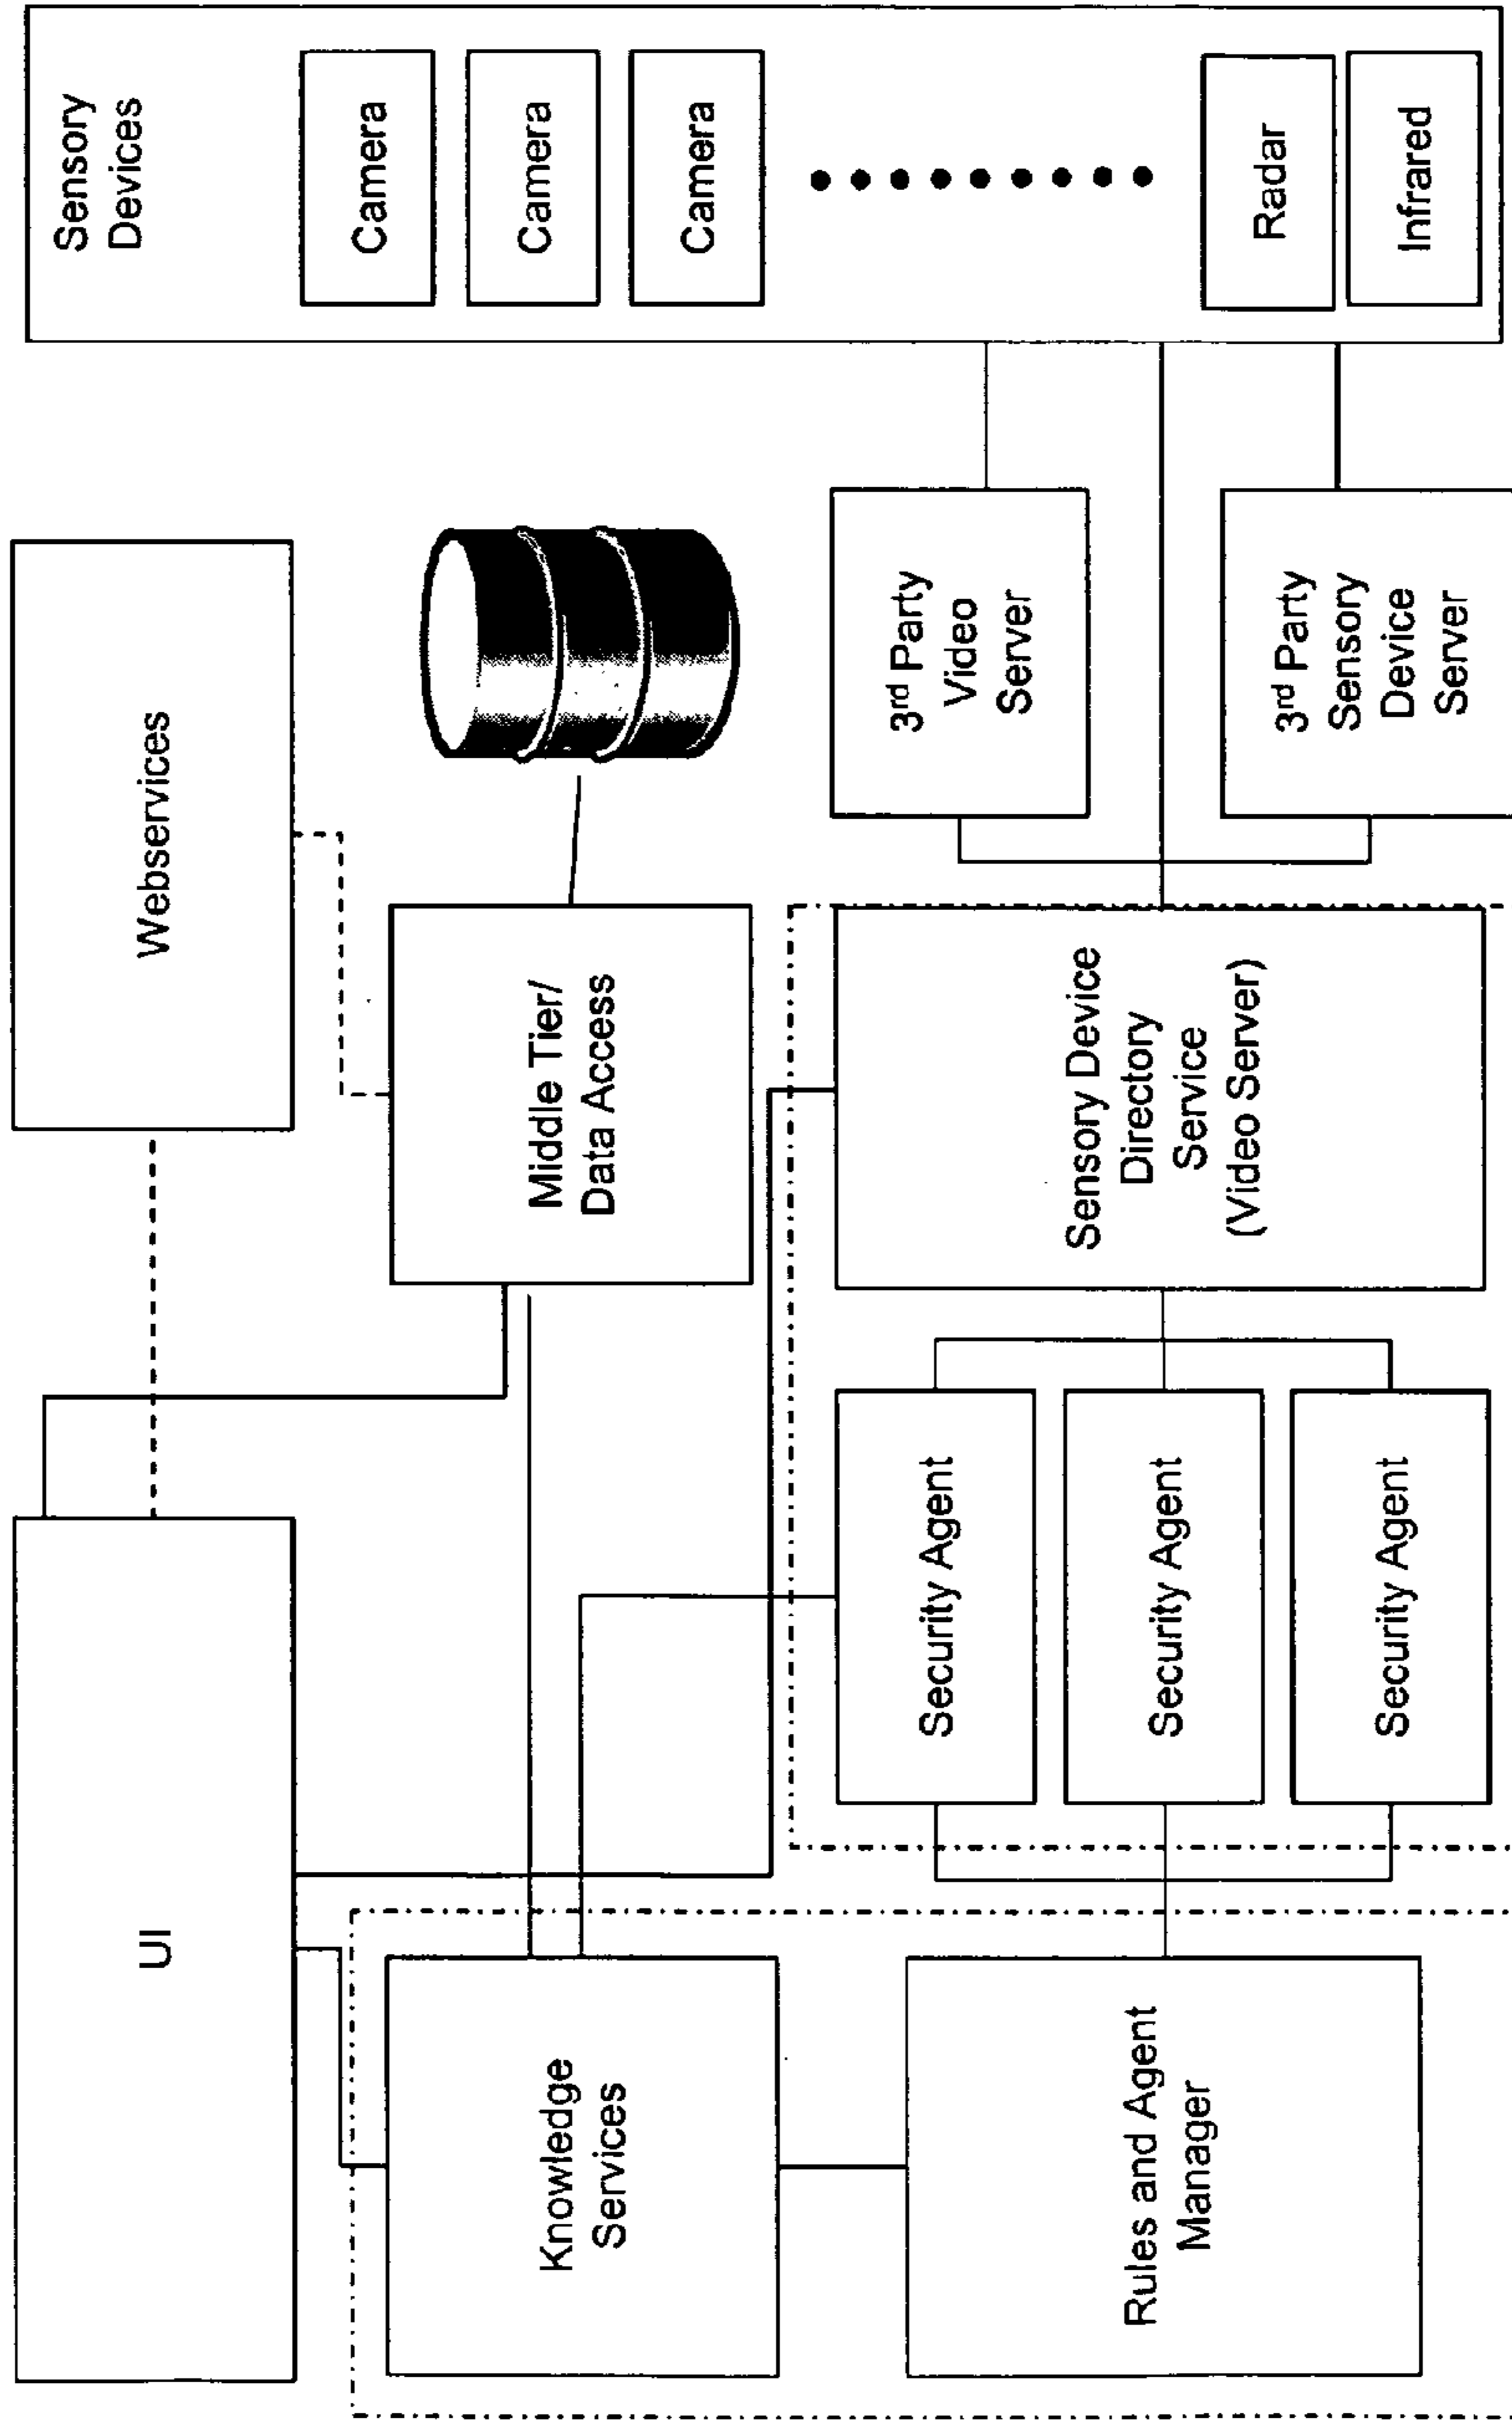 UI
Webservices
Sensory
Devices
Camera
Camera
Camera
Radar
Infrared
Knowledge
Services
Middle Tier/
Data Access
Rules and Agent
Manager
Security Agent
Security Agent
Security Agent
Sensory Device
Directory
Service
(Video Server)
3rd Party
Video
Server
3rd Party
Sensory
Device
Server